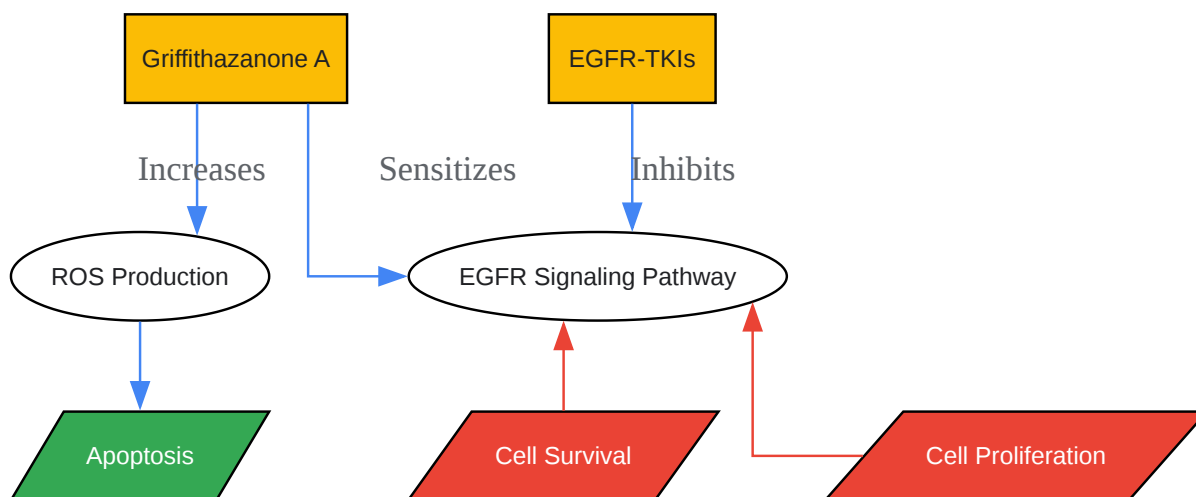 Griffithazanone A
EGFR-TKIs
Increases
Sensitizes
Inhibits
ROS Production
EGFR Signaling Pathway
Apoptosis
Cell Survival
Cell Proliferation